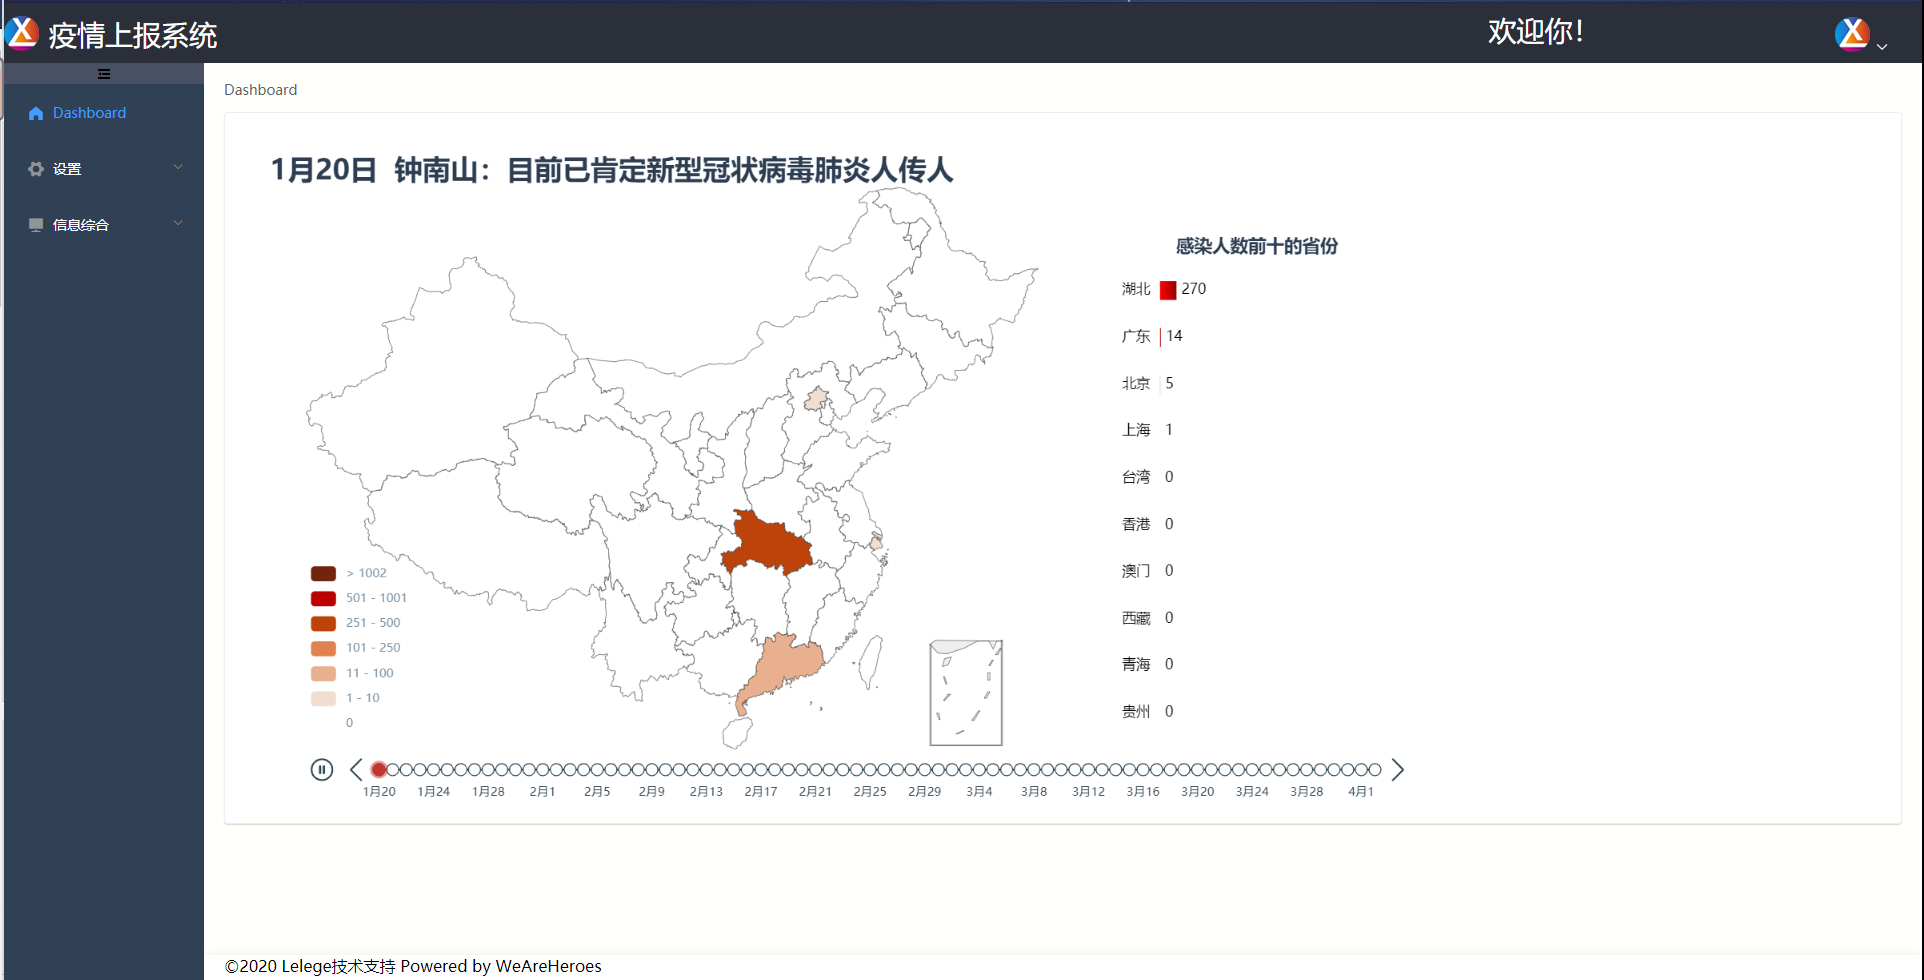 疫情上报系统
欢迎你!
Dashboard
设置
信息综合
Dashboard
1月20日 钟南山：目前已肯定新型冠状病毒肺炎人传人
感染人数前十的省份
湖北 270
广东 14
北京 5
上海 1
台湾 0
香港 0
澳门 0
西藏 0
青海 0
贵州 0
> 1002
501 - 1001
251 - 500
101 - 250
11 - 100
1 - 10
0
1月20 1月24 1月28 2月1 2月5 2月9 2月13 2月17 2月21 2月25 2月29 3月4 3月8 3月12 3月16 3月20 3月24 3月28 4月1
©2020 Lelege技术支持 Powered by WeAreHeroes